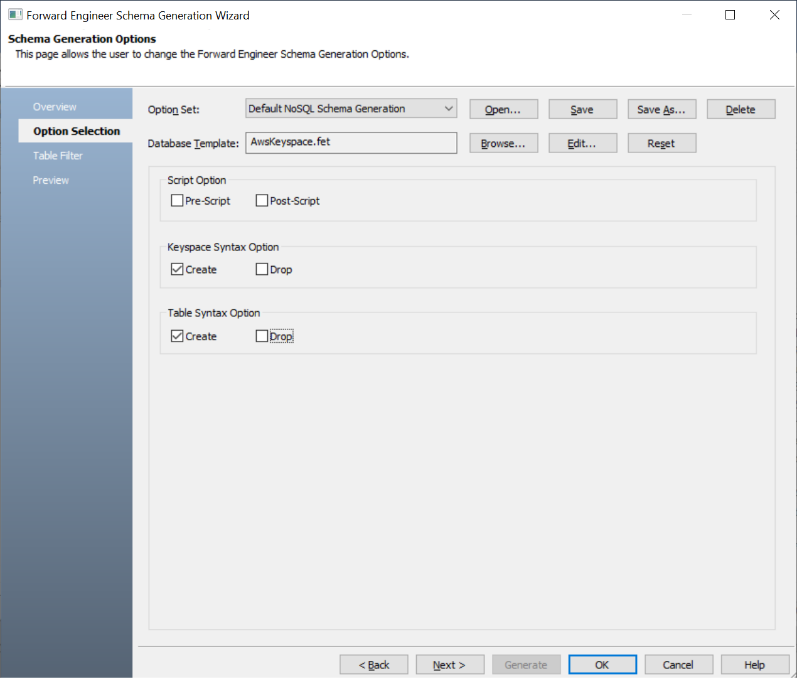 Forward Engineer Schema Generation Wizard
Schema Generation Options
This page allows the user to change the Forward Engineer Schema Generation Options.
Overview
Option Selection
Table Filter
Preview
Option Set: Default NoSQL Schema Generation Open... Save Save As... Delete
Database Template: AwsKeyspace.fet Browse... Edit... Reset
Script Option
Pre-Script Post-Script
Keyspace Syntax Option
Create Drop
Table Syntax Option
Create Drop
< Back Next > Generate OK Cancel Help